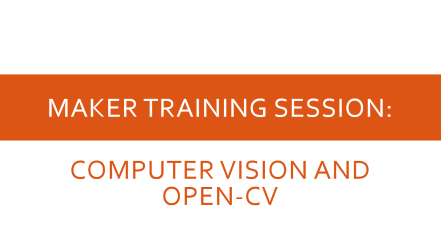 MAKER TRAINING SESSION:
COMPUTER VISION AND
OPEN-CV